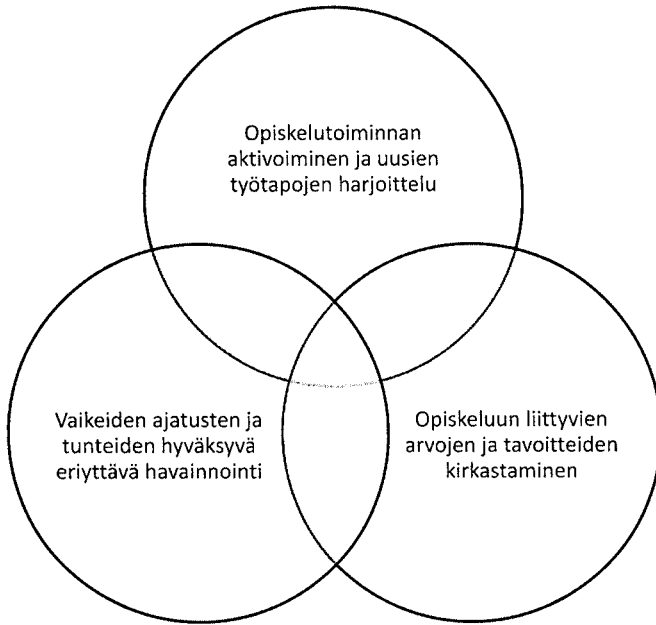 Opiskelutoiminnan
aktivoiminen ja uusien
työtapojen harjoittelu
Vaikeiden ajatusten ja
tunteiden hyväksyvä
eriyttävä havainnointi
Opiskeluun liittyvien
arvojen ja tavoitteiden
kirkastaminen